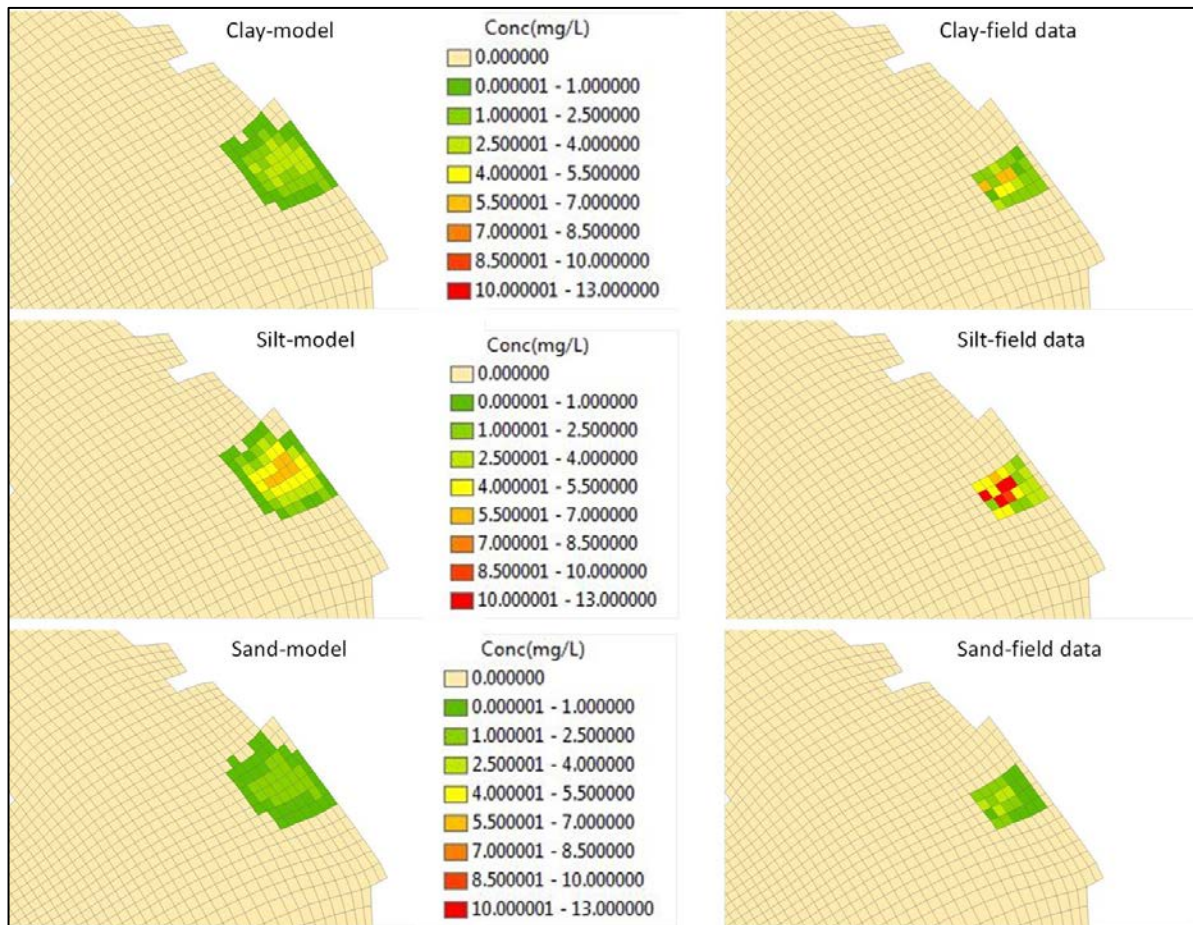 Clay-model
Conc(mg/L)
0.000000
0.000001 - 1.000000
1.000001 - 2.500000
2.500001 - 4.000000
4.000001 - 5.500000
5.500001 - 7.000000
7.000001 - 8.500000
8.500001 - 10.000000
10.000001 - 13.000000
Clay-field data
Silt-model
Conc(mg/L)
0.000000
0.000001 - 1.000000
1.000001 - 2.500000
2.500001 - 4.000000
4.000001 - 5.500000
5.500001 - 7.000000
7.000001 - 8.500000
8.500001 - 10.000000
10.000001 - 13.000000
Silt-field data
Sand-model
Conc(mg/L)
0.000000
0.000001 - 1.000000
1.000001 - 2.500000
2.500001 - 4.000000
4.000001 - 5.500000
5.500001 - 7.000000
7.000001 - 8.500000
8.500001 - 10.000000
10.000001 - 13.000000
Sand-field data